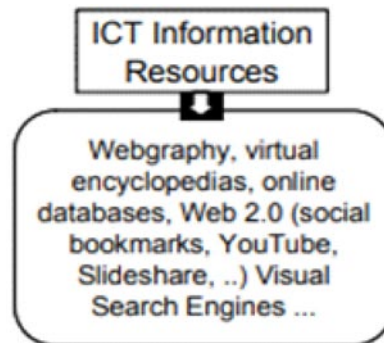 ICT Information
Resources
Webgraphy, virtual
encyclopedias, online
databases, Web 2.0 (social
bookmarks, YouTube,
Slideshare, ..) Visual
Search Engines ...